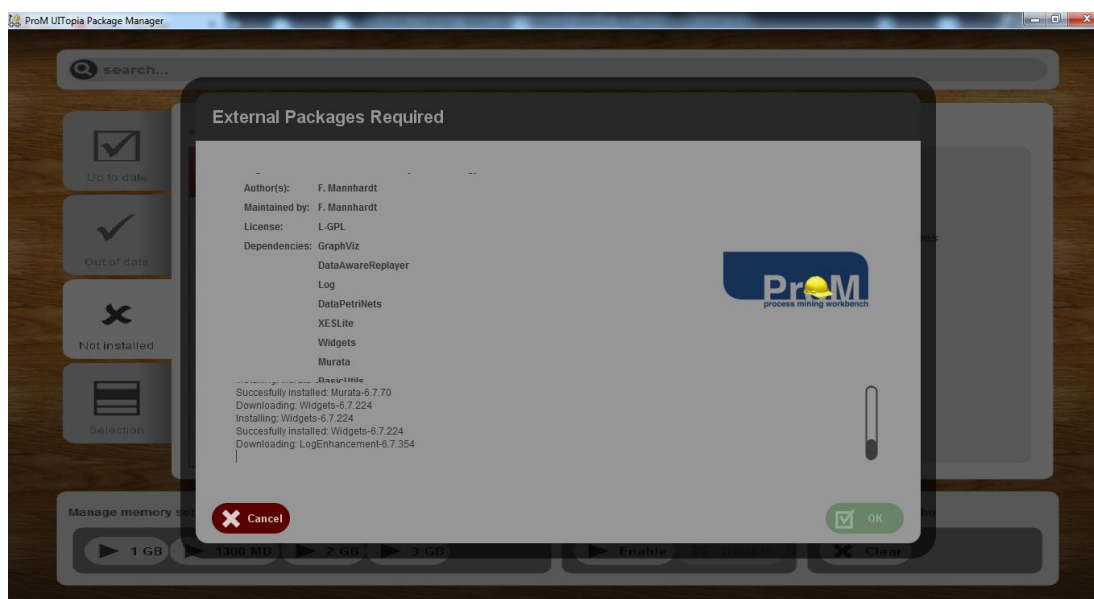 ProM UITopia Package Manager
search...
External Packages Required
Up to date
Out of date
Not installed
Selection
Author(s): F. Mannhardt
Maintained by: F. Mannhardt
License: L-GPL
Dependencies: GraphViz
DataAwareReplayer
Log
DataPetriNets
XESLite
Widgets
Murata
BasicUtils
ProM
process mining workbench
Succesfully installed: Murata-6.7.70
Downloading: Widgets-6.7.224
Installing: Widgets-6.7.224
Succesfully installed: Widgets-6.7.224
Downloading: LogEnhancement-6.7.354
Cancel
OK
Manage memory
1 GB
1300 MB
2 GB
3 GB
Enable
Clear